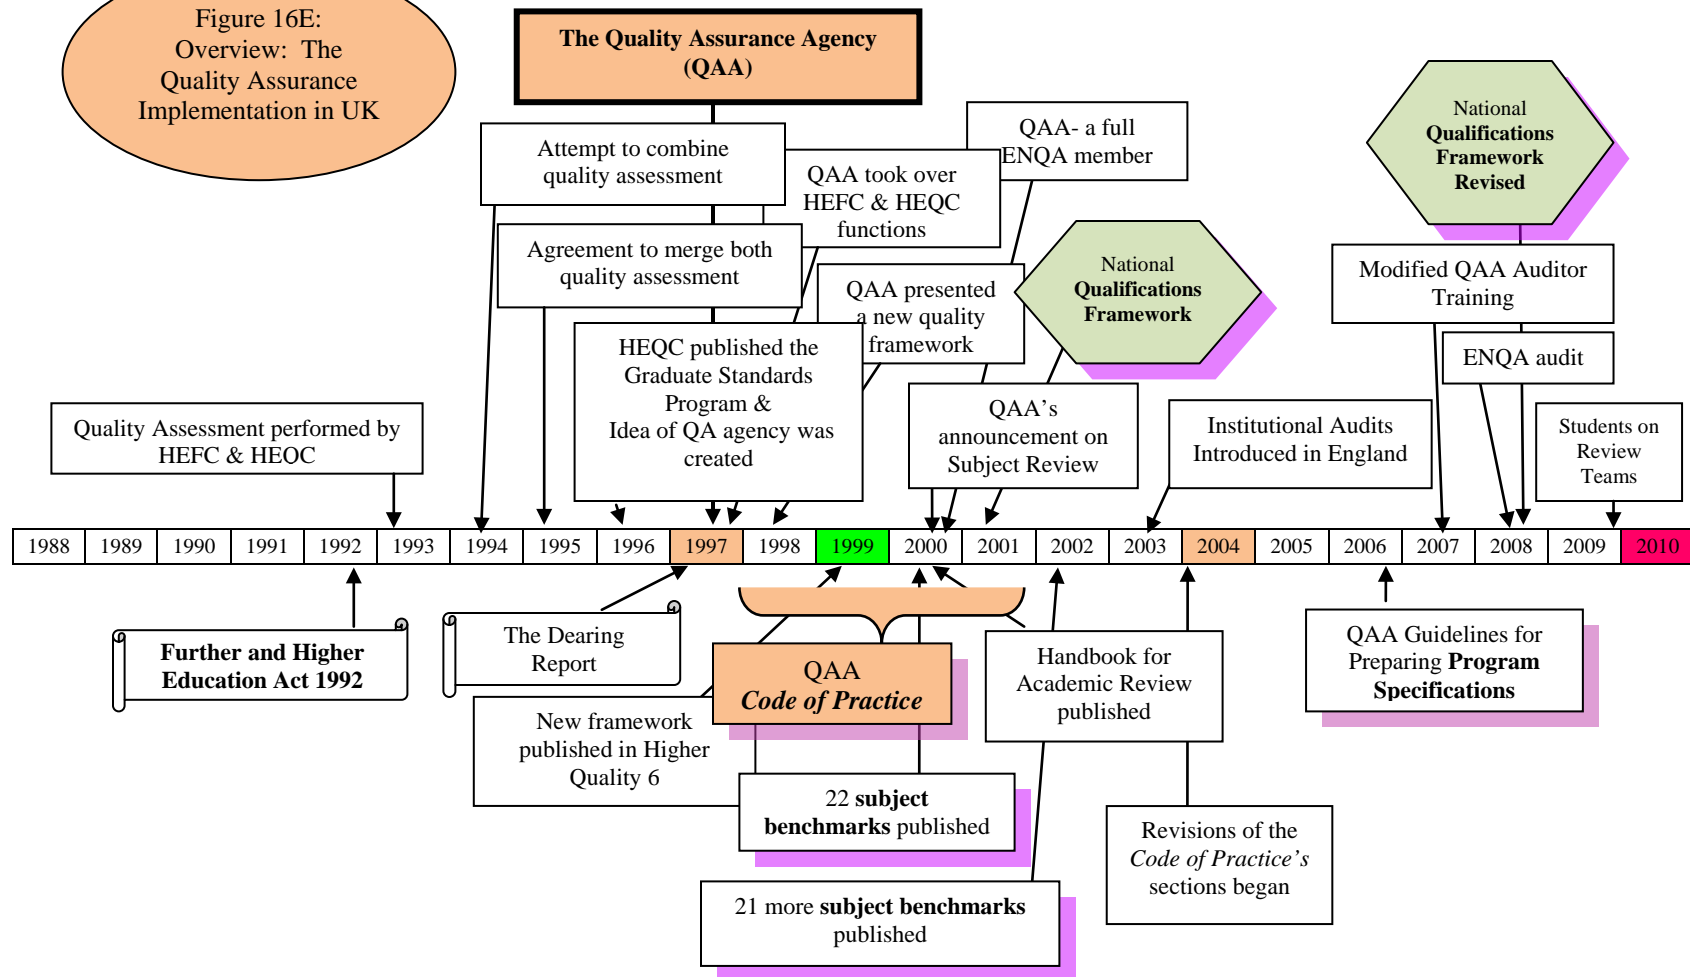 Figure 16E:
Overview: The
Quality Assurance
Implementation in UK
The Quality Assurance Agency
(QAA)
Attempt to combine
quality assessment
QAA- a full
ENQA member
QAA took over
HEFC & HEQC
functions
Agreement to merge both
quality assessment
QAA presented
a new quality
framework
National
Qualifications
Framework
National
Qualifications
Framework
Revised
Modified QAA Auditor
Training
ENQA audit
HEQC published the
Graduate Standards
Program &
Idea of QA agency was
created
Quality Assessment performed by
HEFC & HEQC
QAA's
announcement on
Subject Review
Institutional Audits
Introduced in England
Students on
Review
Teams
1988 1989 1990 1991 1992 1993 1994 1995 1996 1997 1998 1999 2000 2001 2002 2003 2004 2005 2006 2007 2008 2009 2010
Further and Higher
Education Act 1992
The Dearing
Report
QAA
Code of Practice
New framework
published in Higher
Quality 6
Handbook for
Academic Review
published
QAA Guidelines for
Preparing Program
Specifications
22 subject
benchmarks published
Revisions of the
Code of Practice's
sections began
21 more subject benchmarks
published